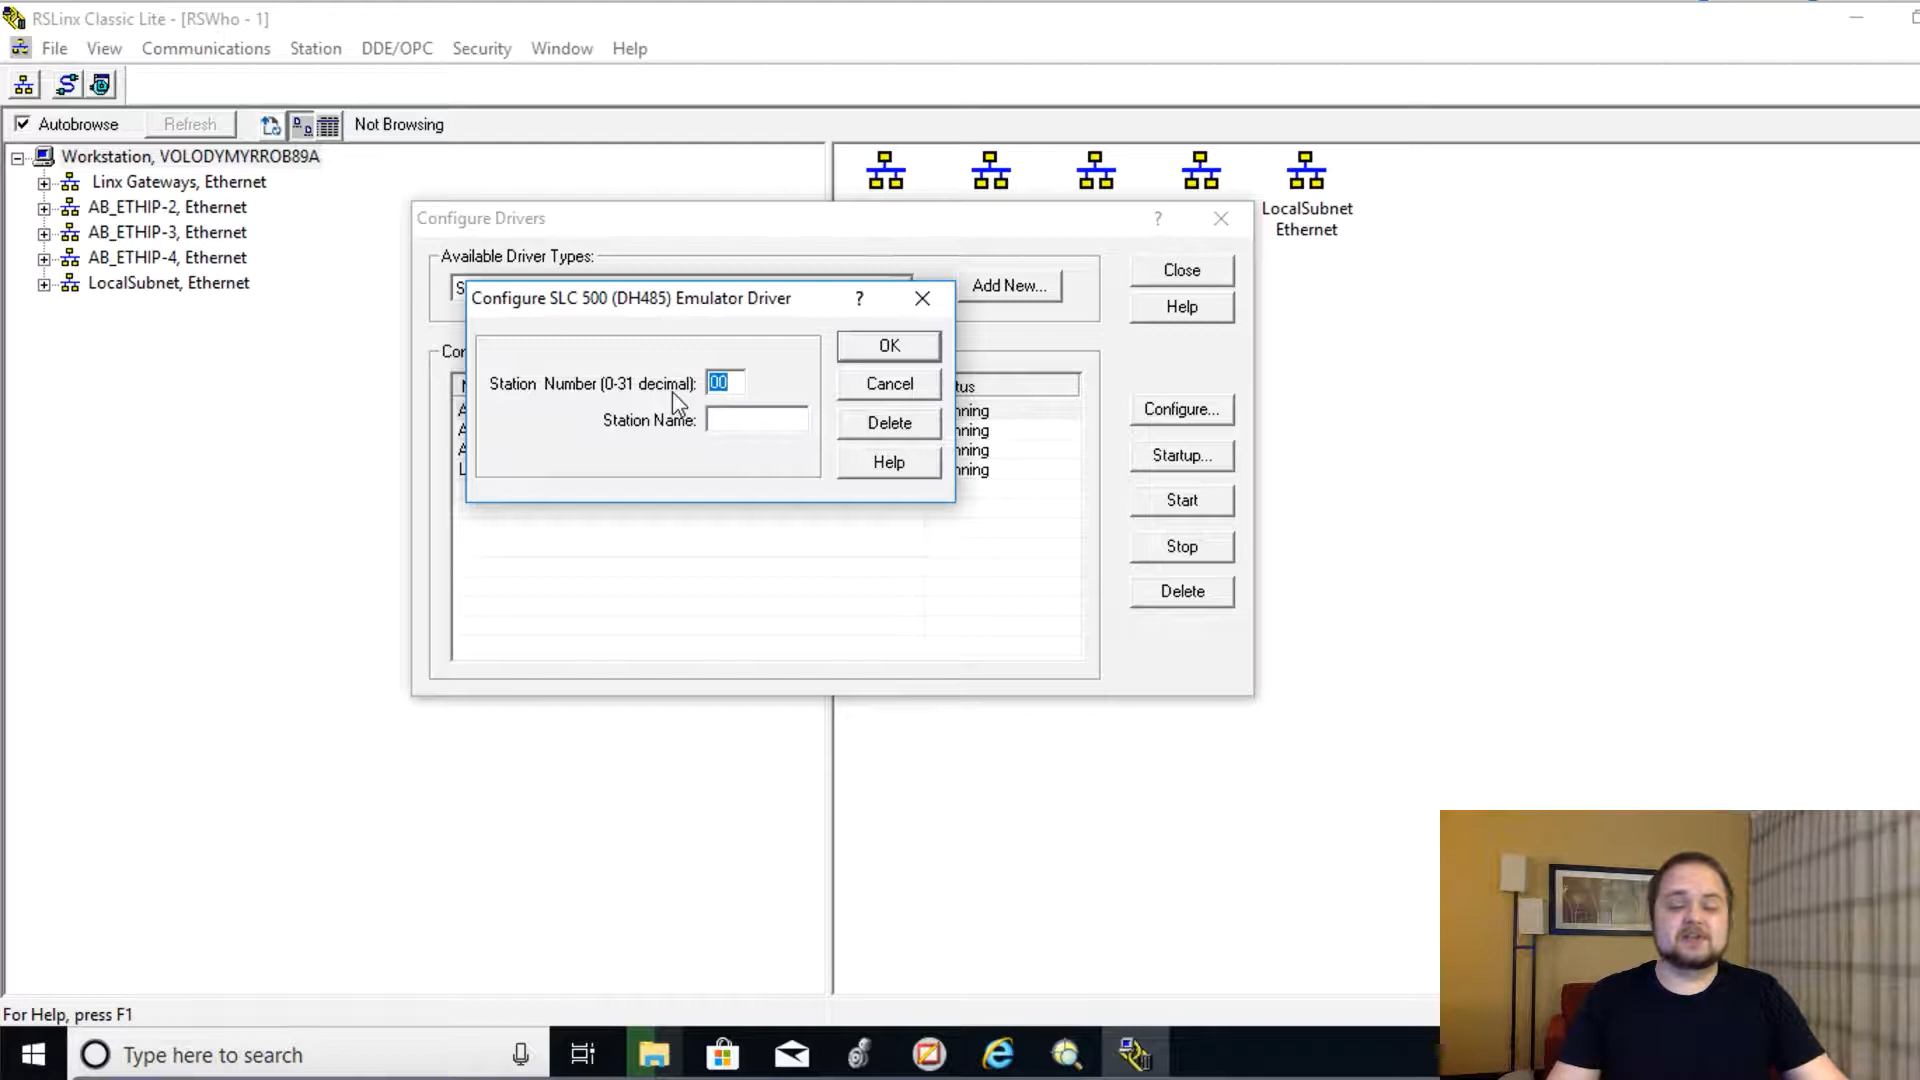 RSLinx Classic Lite - [RSWho - 1]
File View Communications Station DDE/OPC Security Window Help
Autobrowse Refresh Not Browsing
Workstation, VOLODYMYRROB89A
Linx Gateways, Ethernet
AB_ETHIP-2, Ethernet
AB_ETHIP-3, Ethernet
AB_ETHIP-4, Ethernet
LocalSubnet, Ethernet
LocalSubnet
Ethernet
Configure Drivers
Available Driver Types:
Add New...
Close
Help
Configure SLC 500 (DH485) Emulator Driver
Station Number (0-31 decimal): 00
Station Name:
OK
Cancel
Delete
Help
Configure...
Startup...
Start
Stop
Delete
For Help, press F1
Type here to search